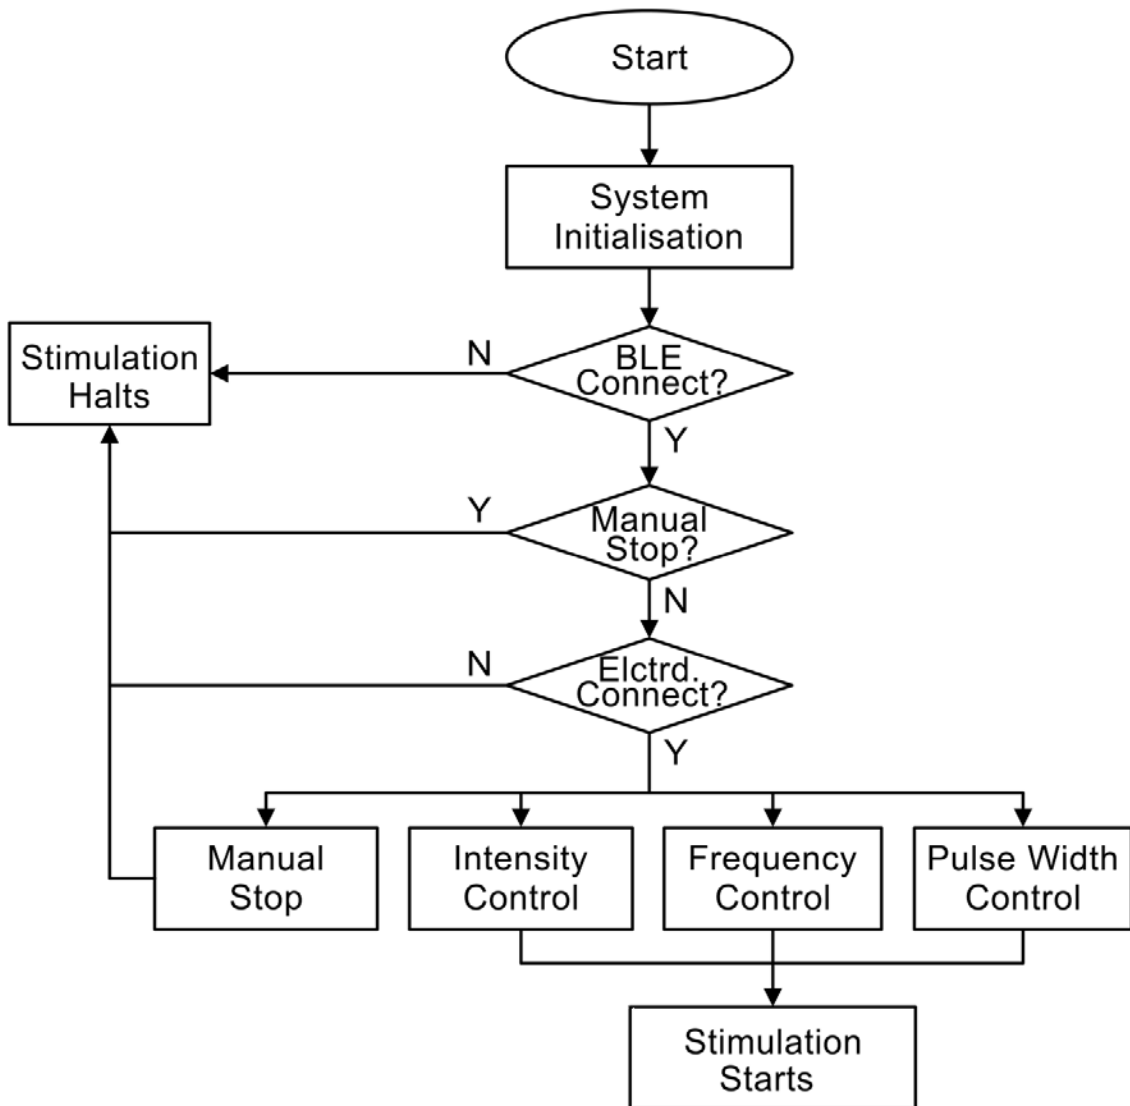 Start
System
Initialisation
Stimulation
Halts
N
BLE
Connect?
Y
Y
Manual
Stop?
N
N
Elctrd.
Connect?
Y
Manual
Stop
Intensity
Control
Frequency
Control
Pulse Width
Control
Stimulation
Starts